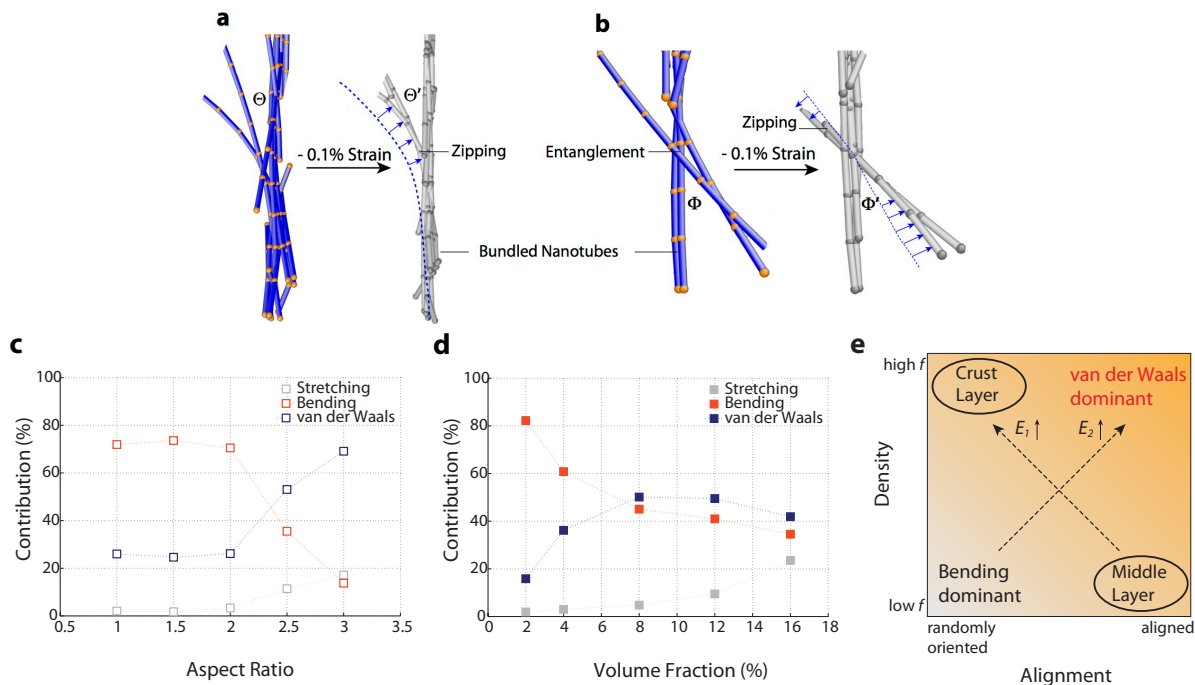 a
Θ
- 0.1% Strain
Θ'
Zipping
Bundled Nanotubes
b
Entanglement
Φ
- 0.1% Strain
Zipping
Φ'
c
Contribution (%)
100
80
60
40
20
0
0.5 1 1.5 2 2.5 3 3.5
Aspect Ratio
Stretching
Bending
van der Waals
d
Contribution (%)
100
80
60
40
20
0
0 2 4 6 8 10 12 14 16 18
Volume Fraction (%)
Stretching
Bending
van der Waals
e
Density
high f
low f
Crust
Layer
van der Waals
dominant
E1 ↑
E2 ↑
Bending
dominant
Middle
Layer
randomly
oriented
aligned
Alignment